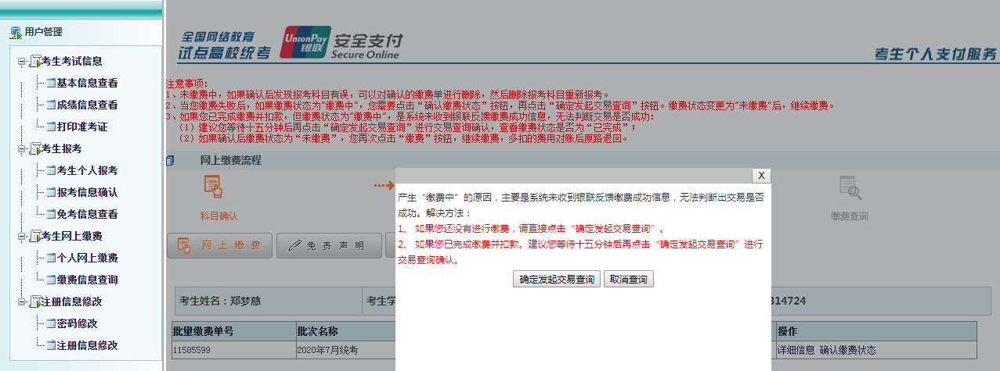 用户管理
考生考试信息
基本信息查看
成绩信息查看
打印准考证
考生报考
考生个人报考
报考信息确认
免考信息查看
考生网上缴费
个人网上缴费
缴费信息查询
注册信息修改
密码修改
注册信息修改
全国网络教育
试点高校统考
UnionPay
银联
安全支付
Secure Online
考生个人支付服务
注意事项：
1、未缴费中，如果确认后发现报考科目有误，可以对确认的缴费单进行删除，然后删除报考科目重新报考。
2、当您缴费失败后，如果缴费状态为“缴费中”，您需要点击“确认缴费状态”按钮，再点击“确定发起交易查询”按钮。缴费状态变更为“未缴费”后，继续缴费。
3、如果您已完成缴费并扣款，但缴费状态为“缴费中”，是系统未收到银联反馈缴费成功信息，无法判断交易是否成功：
（1）建议您等待十五分钟后再点击“确定发起交易查询”进行交易查询确认，查看缴费状态是否为“已完成”；
（2）如果确认后缴费状态为“未缴费”，您再次点击“缴费”按钮，继续缴费，多扣的费用对账后原路退回。
网上缴费流程
X
产生“缴费中”的原因，主要是系统未收到银联反馈缴费成功信息，无法判断出交易是否
成功。解决方法：
1、 如果您还没有进行缴费，请直接点击“确定发起交易查询”。
2、 如果您已完成缴费并扣款。建议您等待十五分钟后再点击“确定发起交易查询”进行
交易查询确认。
确定发起交易查询 取消查询
科目确认
缴费查询
网上缴费 免责声明
考生姓名：郑梦慈 考生学 314724
批量缴费单号 批次名称 操作
11585599 2020年7月统考 详细信息 确认缴费状态